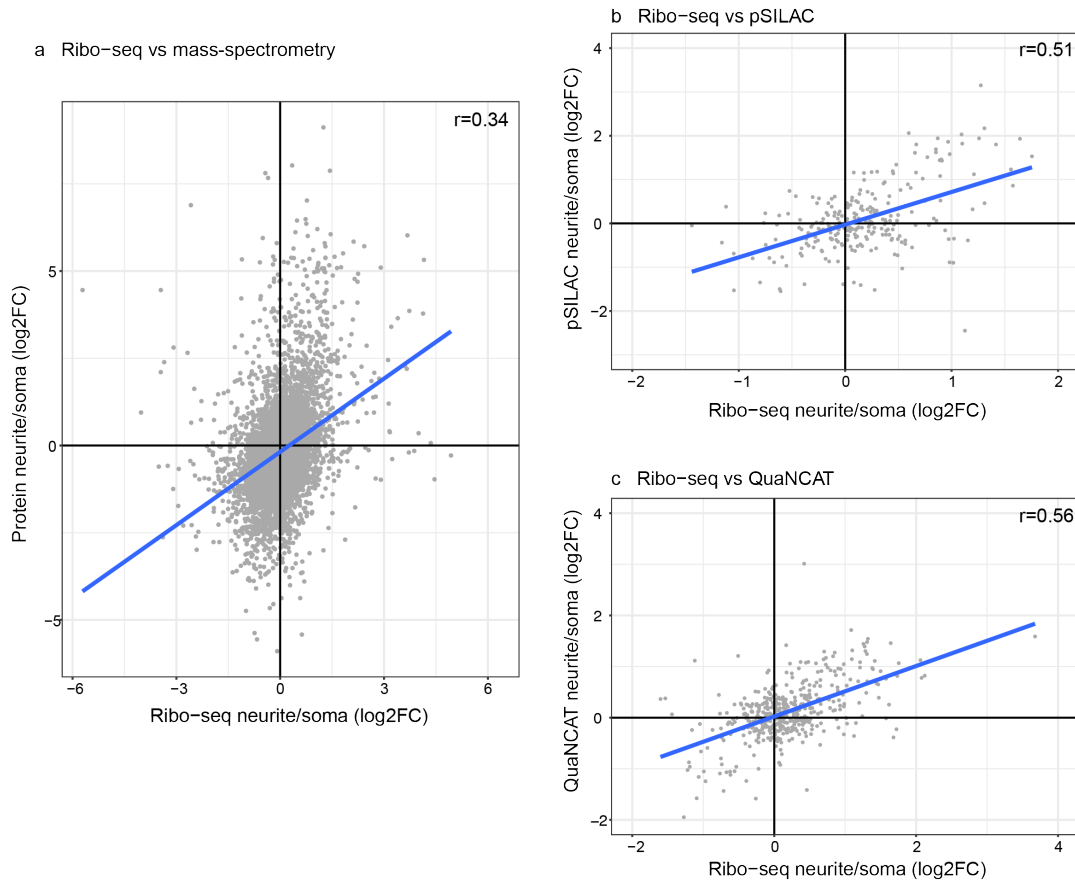 a Ribo−seq vs mass-spectrometry
r=0.34
5
0
−5
Protein neurite/soma (log2FC)
−6 −3 0 3 6
Ribo−seq neurite/soma (log2FC)
b Ribo−seq vs pSILAC
r=0.51
4
2
0
−2
pSILAC neurite/soma (log2FC)
−2 −1 0 1 2
Ribo−seq neurite/soma (log2FC)
c Ribo−seq vs QuaNCAT
r=0.56
4
2
0
−2
QuaNCAT neurite/soma (log2FC)
−2 0 2 4
Ribo−seq neurite/soma (log2FC)